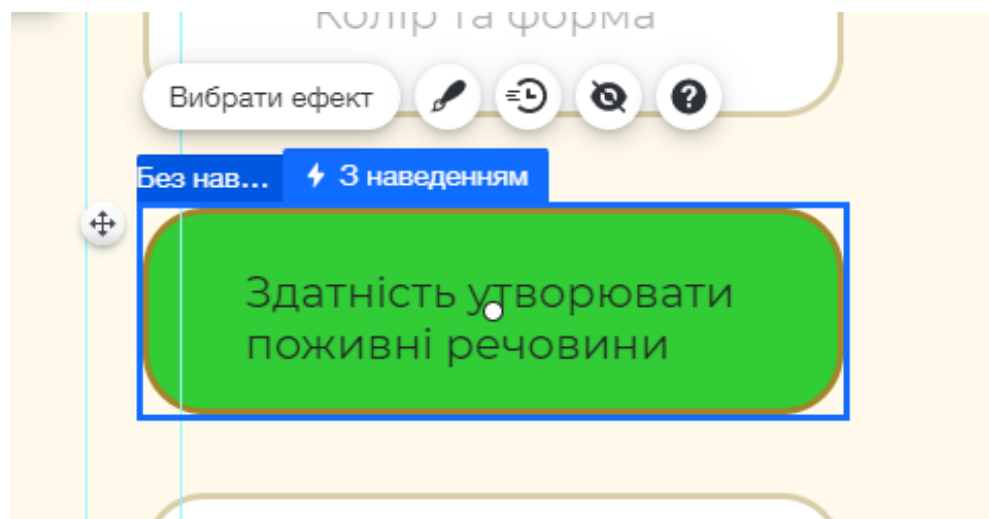 Колір та форма
Вибрати ефект
Без нав... З наведенням
Здатність утворювати
поживні речовини